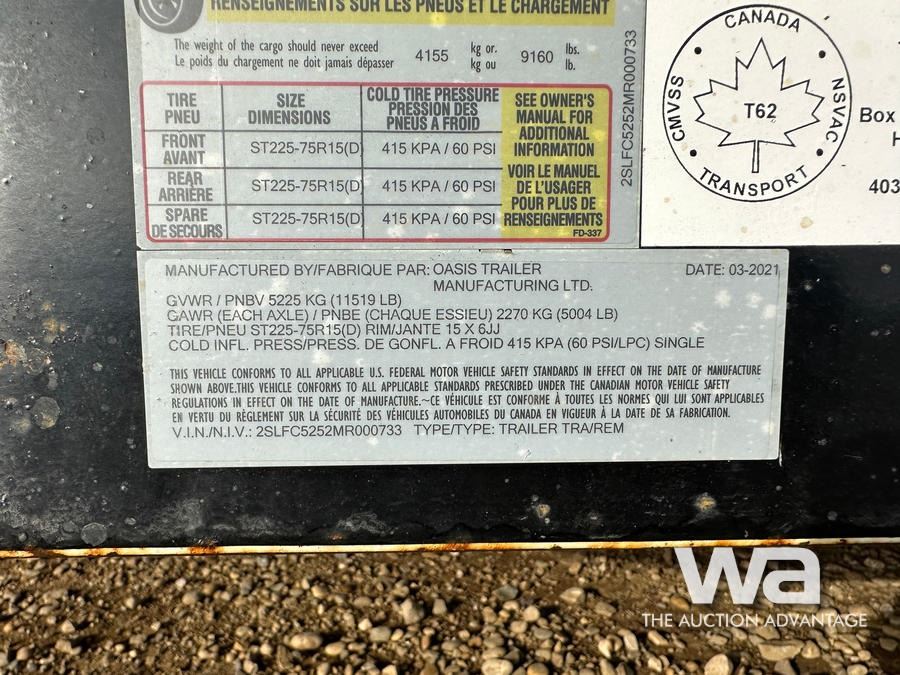 RENSEIGNEMENTS SUR LES PNEUS ET LE CHARGEMENT
The weight of the cargo should never exceed
Le poids du chargement ne doit jamais dépasser
4155 kg or. kg ou 9160 lbs. lb.
TIRE PNEU
SIZE DIMENSIONS
COLD TIRE PRESSURE
PRESSION DES
PNEUS A FROID
FRONT AVANT ST225-75R15(D) 415 KPA / 60 PSI
REAR ARRIÈRE ST225-75R15(D) 415 KPA / 60 PSI
SPARE DE SECOURS ST225-75R15(D) 415 KPA / 60 PSI
SEE OWNER'S
MANUAL FOR
ADDITIONAL
INFORMATION
VOIR LE MANUEL
DE L'USAGER
POUR PLUS DE
RENSEIGNEMENTS
FD-337
2SLFC5252MR000733
CANADA
CMVSS
T62
NSVAC
TRANSPORT
Box
H
403
MANUFACTURED BY/FABRIQUE PAR: OASIS TRAILER DATE: 03-2021
MANUFACTURING LTD.
GVWR / PNBV 5225 KG (11519 LB)
GAWR (EACH AXLE) / PNBE (CHAQUE ESSIEU) 2270 KG (5004 LB)
TIRE/PNEU ST225-75R15(D) RIM/JANTE 15 X 6JJ
COLD INFL. PRESS/PRESS. DE GONFL. A FROID 415 KPA (60 PSI/LPC) SINGLE
THIS VEHICLE CONFORMS TO ALL APPLICABLE U.S. FEDERAL MOTOR VEHICLE SAFETY STANDARDS IN EFFECT ON THE DATE OF MANUFACTURE
SHOWN ABOVE.THIS VEHICLE CONFORMS TO ALL APPLICABLE STANDARDS PRESCRIBED UNDER THE CANADIAN MOTOR VEHICLE SAFETY
REGULATIONS IN EFFECT ON THE DATE OF MANUFACTURE.~CE VÉHICULE EST CONFORME À TOUTES LES NORMES QUI LUI SONT APPLICABLES
EN VERTU DU RÈGLEMENT SUR LA SÉCURITÉ DES VÉHICULES AUTOMOBILES DU CANADA EN VIGUEUR À LA DATE DE SA FABRICATION.
V.I.N./N.I.V.: 2SLFC5252MR000733 TYPE/TYPE: TRAILER TRA/REM
wa
THE AUCTION ADVANTAGE